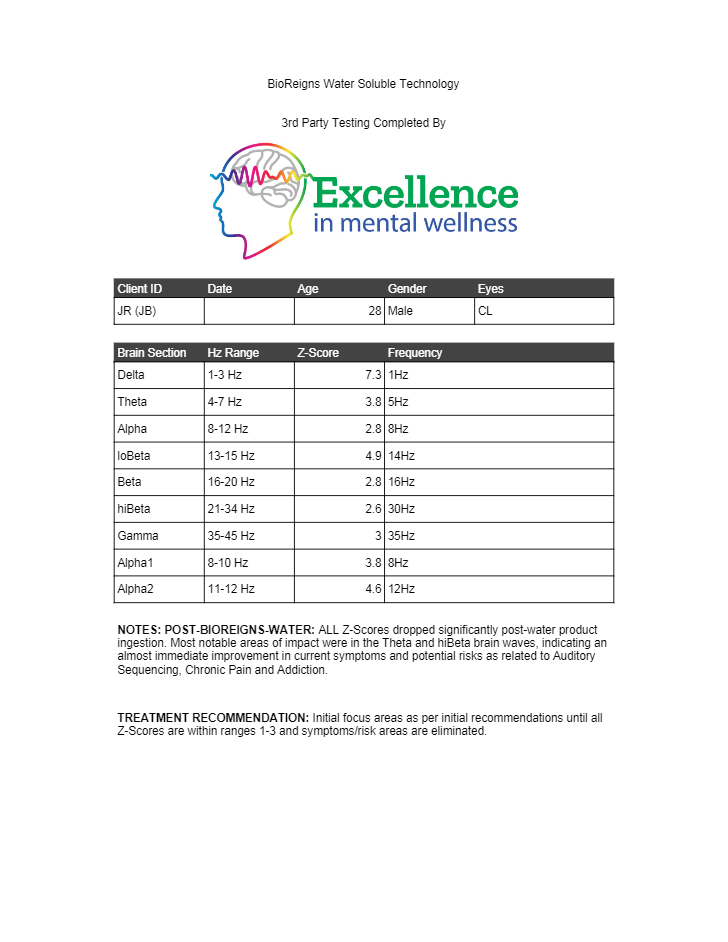 BioReigns Water Soluble Technology
3rd Party Testing Completed By
Excellence
in mental wellness
Client ID Date Age Gender Eyes
JR (JB) 28 Male CL
Brain Section Hz Range Z-Score Frequency
Delta 1-3 Hz 7.3 1Hz
Theta 4-7 Hz 3.8 5Hz
Alpha 8-12 Hz 2.8 8Hz
loBeta 13-15 Hz 4.9 14Hz
Beta 16-20 Hz 2.8 16Hz
hiBeta 21-34 Hz 2.6 30Hz
Gamma 35-45 Hz 3 35Hz
Alpha1 8-10 Hz 3.8 8Hz
Alpha2 11-12 Hz 4.6 12Hz
NOTES: POST-BIOREIGNS-WATER: ALL Z-Scores dropped significantly post-water product
ingestion. Most notable areas of impact were in the Theta and hiBeta brain waves, indicating an
almost immediate improvement in current symptoms and potential risks as related to Auditory
Sequencing, Chronic Pain and Addiction.
TREATMENT RECOMMENDATION: Initial focus areas as per initial recommendations until all
Z-Scores are within ranges 1-3 and symptoms/risk areas are eliminated.